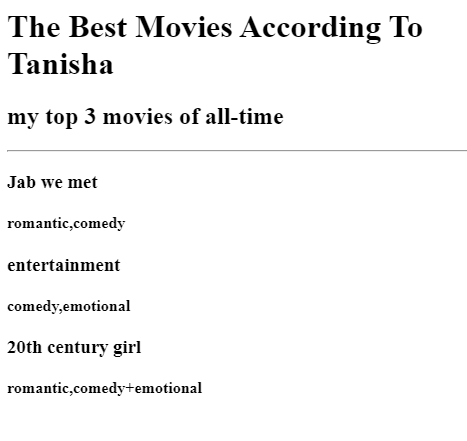 The Best Movies According To
Tanisha
my top 3 movies of all-time
Jab we met
romantic,comedy
entertainment
comedy,emotional
20th century girl
romantic,comedy+emotional